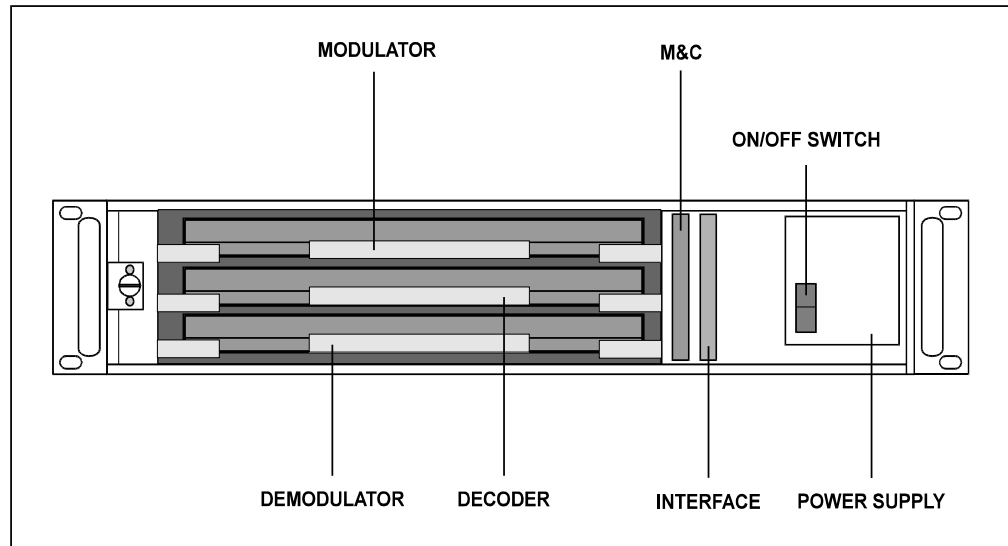 MODULATOR
M&C
ON/OFF SWITCH
DEMODULATOR
DECODER
INTERFACE
POWER SUPPLY